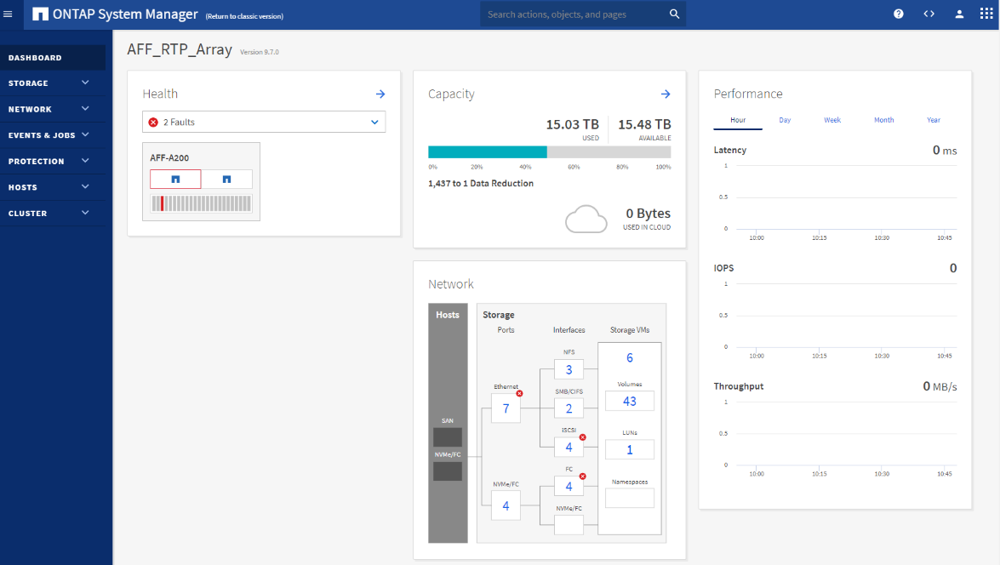 ONTAP System Manager (Return to classic version)
Search actions, objects, and pages
DASHBOARD
STORAGE
NETWORK
EVENTS & JOBS
PROTECTION
HOSTS
CLUSTER
AFF_RTP_Array Version 9.7.0
Health
2 Faults
AFF-A200
Capacity
15.03 TB 15.48 TB
USED AVAILABLE
0% 20% 40% 60% 80% 100%
1,437 to 1 Data Reduction
0 Bytes
USED IN CLOUD
Network
Hosts
SAN
NVMe/FC
Storage
Ports Interfaces Storage VMs
Ethernet
7
NVMe/FC
4
NFS
3
SMB/CIFS
2
iSCSI
4
FC
4
NVMe/FC
6
Volumes
43
LUNs
1
Namespaces
Performance
Hour Day Week Month Year
Latency 0 ms
1
0.5
0
10:00 10:15 10:30 10:45
IOPS 0
1
0.5
0
10:00 10:15 10:30 10:45
Throughput 0 MB/s
1
0.5
0
10:00 10:15 10:30 10:45